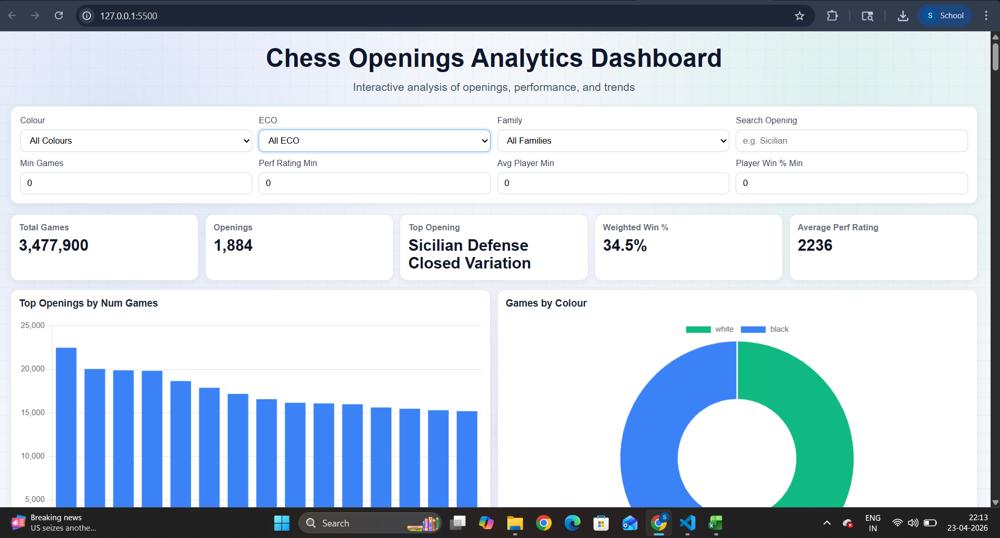 127.0.0.1:5500
S School
Chess Openings Analytics Dashboard
Interactive analysis of openings, performance, and trends
Colour
ECO
Family
Search Opening
All Colours
All ECO
All Families
e.g. Sicilian
Min Games
Perf Rating Min
Avg Player Min
Player Win % Min
0
0
0
0
Total Games
3,477,900
Openings
1,884
Top Opening
Sicilian Defense
Closed Variation
Weighted Win %
34.5%
Average Perf Rating
2236
Top Openings by Num Games
25,000
20,000
15,000
10,000
5,000
Games by Colour
white
black
Breaking news
US seizes anothe...
Search
S
ENG
IN
22:13
23-04-2026